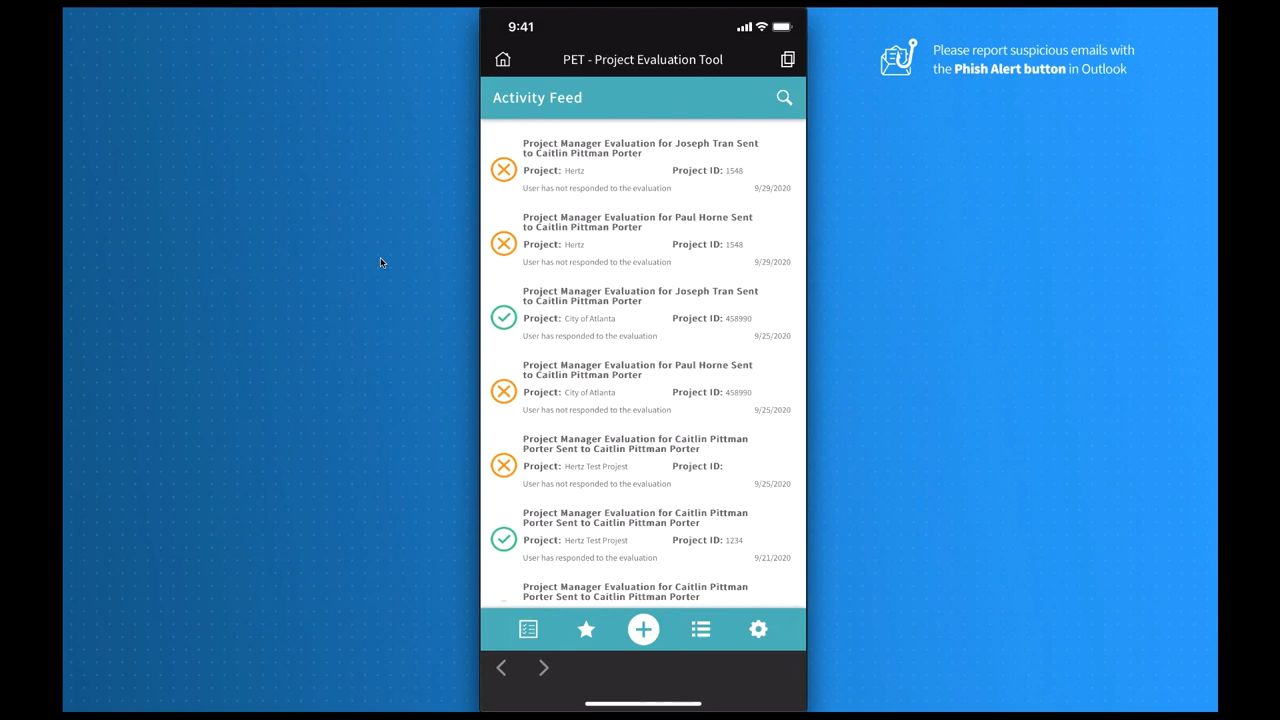 9:41
PET - Project Evaluation Tool
Please report suspicious emails with
the Phish Alert button in Outlook
Activity Feed
Project Manager Evaluation for Joseph Tran Sent
to Caitlin Pittman Porter
Project: Hertz Project ID: 1548
User has not responded to the evaluation 9/29/2020
Project Manager Evaluation for Paul Horne Sent
to Caitlin Pittman Porter
Project: Hertz Project ID: 1548
User has not responded to the evaluation 9/29/2020
Project Manager Evaluation for Joseph Tran Sent
to Caitlin Pittman Porter
Project: City of Atlanta Project ID: 458990
User has responded to the evaluation 9/25/2020
Project Manager Evaluation for Paul Horne Sent
to Caitlin Pittman Porter
Project: City of Atlanta Project ID: 458990
User has not responded to the evaluation 9/25/2020
Project Manager Evaluation for Caitlin Pittman
Porter Sent to Caitlin Pittman Porter
Project: Hertz Test Projest Project ID:
User has not responded to the evaluation 9/25/2020
Project Manager Evaluation for Caitlin Pittman
Porter Sent to Caitlin Pittman Porter
Project: Hertz Test Projest Project ID: 1234
User has responded to the evaluation 9/21/2020
Project Manager Evaluation for Caitlin Pittman
Porter Sent to Caitlin Pittman Porter